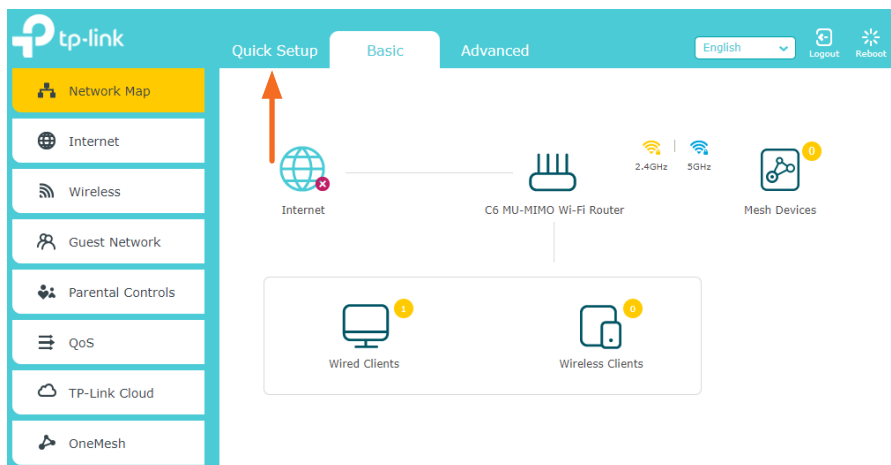 tp-link
Quick Setup
Basic
Advanced
English
Logout
Reboot
Network Map
Internet
Wireless
Guest Network
Parental Controls
QoS
TP-Link Cloud
OneMesh
2.4GHz
5GHz
0
Internet
C6 MU-MIMO Wi-Fi Router
Mesh Devices
1
0
Wired Clients
Wireless Clients